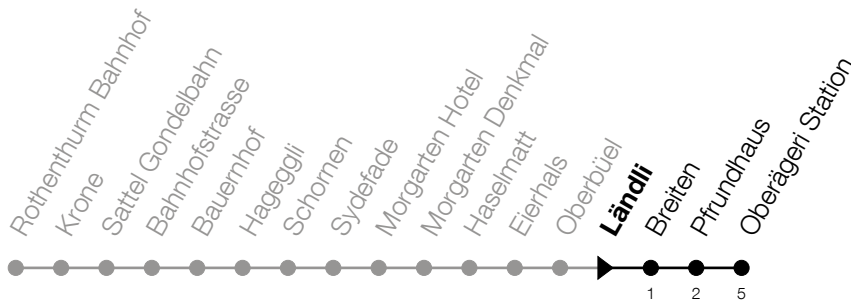 Rothenthurm Bahnhof
Krone
Sattel Gondelbahn
Bahnhofstrasse
Bauernhof
Hageggli
Schornen
Sydefade
Morgarten Hotel
Morgarten Denkmal
Haselmatt
Eierhals
Oberbüel
Ländli
Breiten
Pfrundhaus
Oberägeri Station
1 2 5